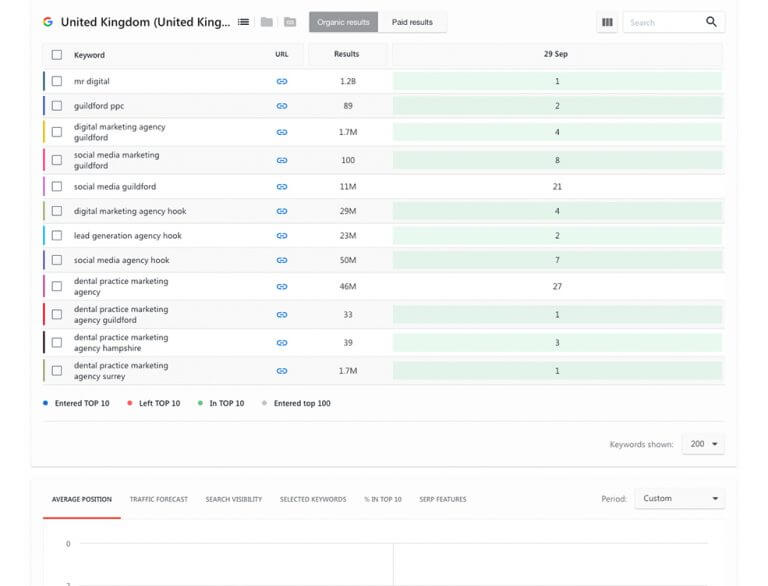 United Kingdom (United King...
Organic results
Paid results
Search
Keyword URL Results 29 Sep
mr digital 1.2B 1
guildford ppc 89 2
digital marketing agency
guildford 1.7M 4
social media marketing
guildford 100 8
social media guildford 11M 21
digital marketing agency hook 29M 4
lead generation agency hook 23M 2
social media agency hook 50M 7
dental practice marketing
agency 46M 27
dental practice marketing
agency guildford 33 1
dental practice marketing
agency hampshire 39 3
dental practice marketing
agency surrey 1.7M 1
Entered TOP 10 Left TOP 10 In TOP 10 Entered top 100
Keywords shown: 200
AVERAGE POSITION TRAFFIC FORECAST SEARCH VISIBILITY SELECTED KEYWORDS % IN TOP 10 SERP FEATURES Period: Custom
0